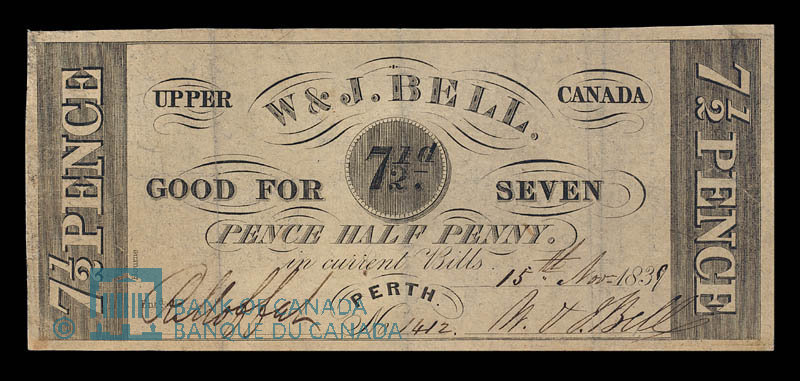 7½ PENCE
UPPER W & J. BELL. CANADA
7½d.
GOOD FOR SEVEN
PENCE HALF PENNY.
in current Bills. 15th Nov 1839
PERTH.
No. 1412. W. & J. Bell
7½ PENCE
© BANK OF CANADA
BANQUE DU CANADA